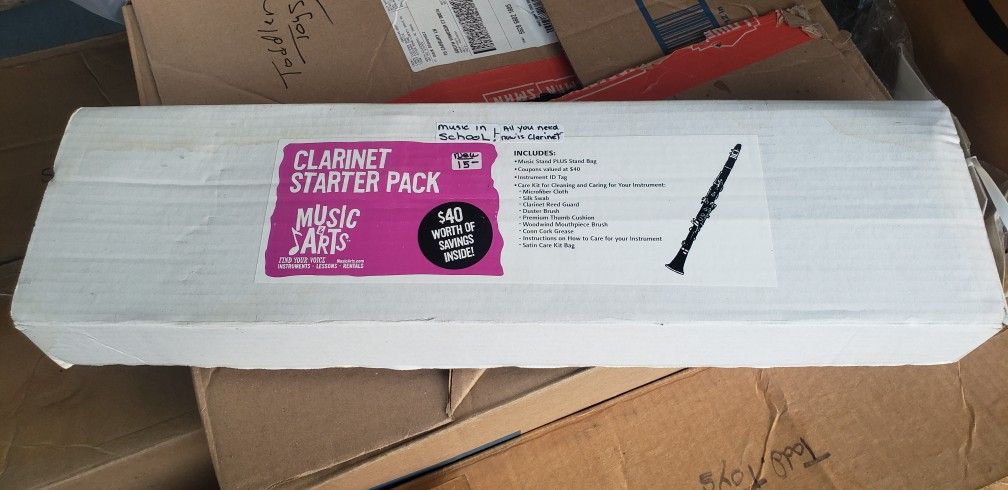 Toys
Toddler
music in
SCHOOL!
All you need
now is Clarinet
CLARINET
STARTER PACK
new
15-
MUSIC
& ARTS
FIND YOUR VOICE
MusicArts.com
INSTRUMENTS · LESSONS · RENTALS
$40
WORTH OF
SAVINGS
INSIDE!
INCLUDES:
• Music Stand PLUS Stand Bag
• Coupons valued at $40
• Instrument ID Tag
• Care Kit for Cleaning and Caring for Your Instrument:
- Microfiber Cloth
- Silk Swab
- Clarinet Reed Guard
- Duster Brush
- Premium Thumb Cushion
- Woodwind Mouthpiece Brush
- Conn Cork Grease
- Instructions on How to Care for your Instrument
- Satin Care Kit Bag
Todd. Toys